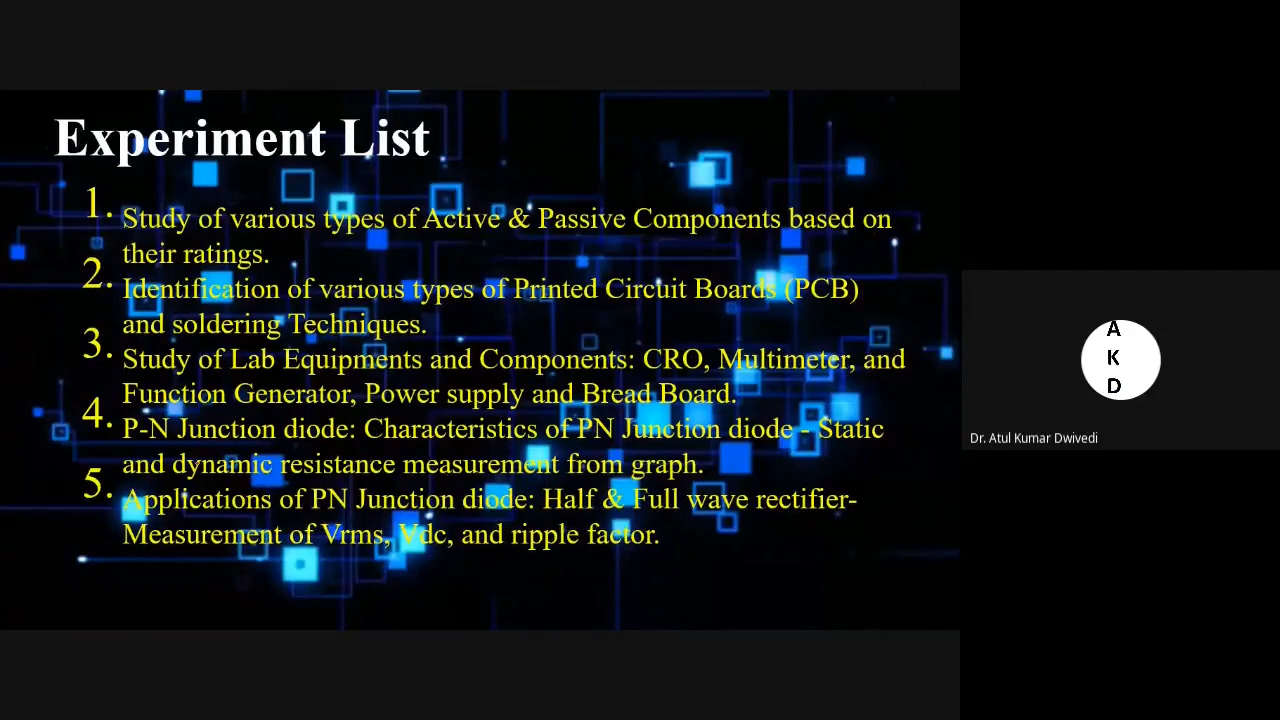 Experiment List
1. Study of various types of Active & Passive Components based on
their ratings.
2. Identification of various types of Printed Circuit Boards (PCB)
and soldering Techniques.
3. Study of Lab Equipments and Components: CRO, Multimeter, and
Function Generator, Power supply and Bread Board.
4. P-N Junction diode: Characteristics of PN Junction diode - Static
and dynamic resistance measurement from graph.
5. Applications of PN Junction diode: Half & Full wave rectifier-
Measurement of Vrms, Vdc, and ripple factor.
A
K
D
Dr. Atul Kumar Dwivedi